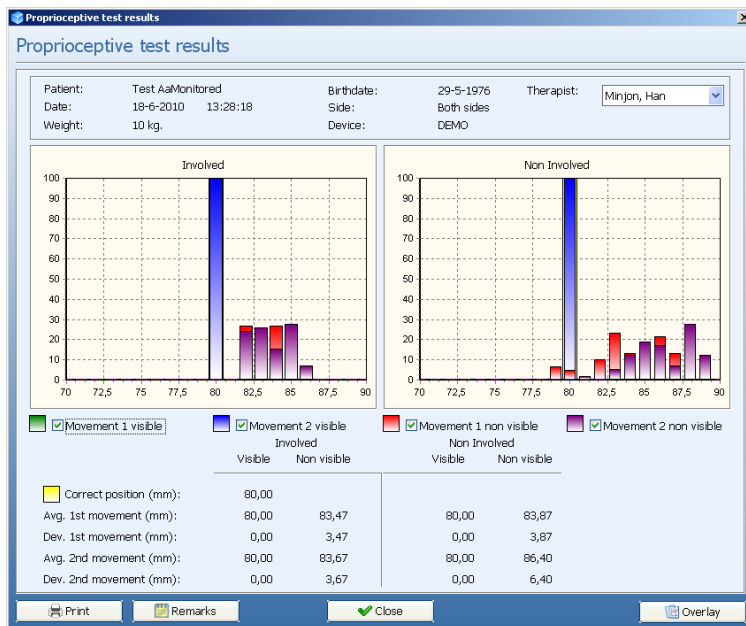 Proprioceptive test results
Proprioceptive test results
Patient: Test AaMonitored Birthdate: 29-5-1976 Therapist: Minjon, Han
Date: 18-6-2010 13:28:18 Side: Both sides
Weight: 10 kg. Device: DEMO
Involved
100
90
80
70
60
50
40
30
20
10
0
70 72,5 75 77,5 80 82,5 85 87,5 90
Non Involved
100
90
80
70
60
50
40
30
20
10
0
70 72,5 75 77,5 80 82,5 85 87,5 90
Movement 1 visible Movement 2 visible Movement 1 non visible Movement 2 non visible
Involved Non Involved
Visible Non visible Visible Non visible
Correct position (mm): 80,00
Avg. 1st movement (mm): 80,00 83,47 80,00 83,87
Dev. 1st movement (mm): 0,00 3,47 0,00 3,87
Avg. 2nd movement (mm): 80,00 83,67 80,00 86,40
Dev. 2nd movement (mm): 0,00 3,67 0,00 6,40
Print Remarks Close Overlay